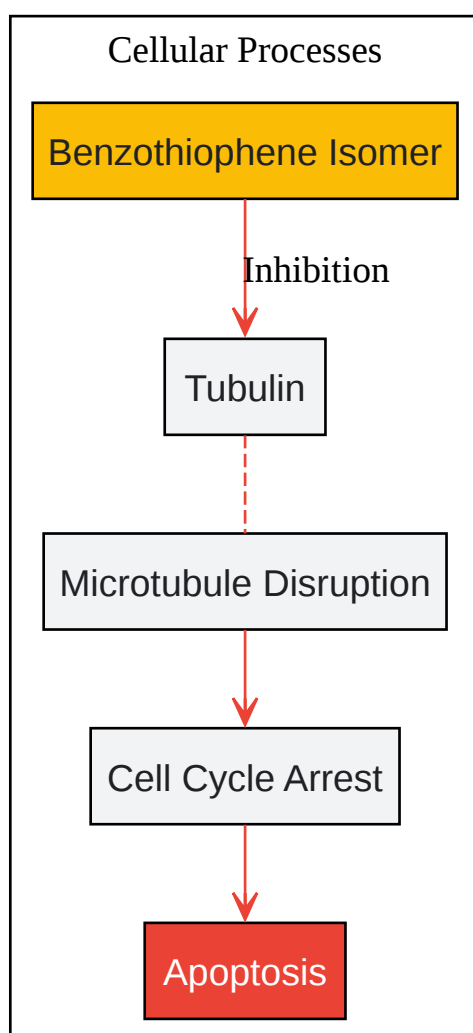 Cellular Processes
Benzothiophene Isomer
Inhibition
Tubulin
Microtubule Disruption
Cell Cycle Arrest
Apoptosis